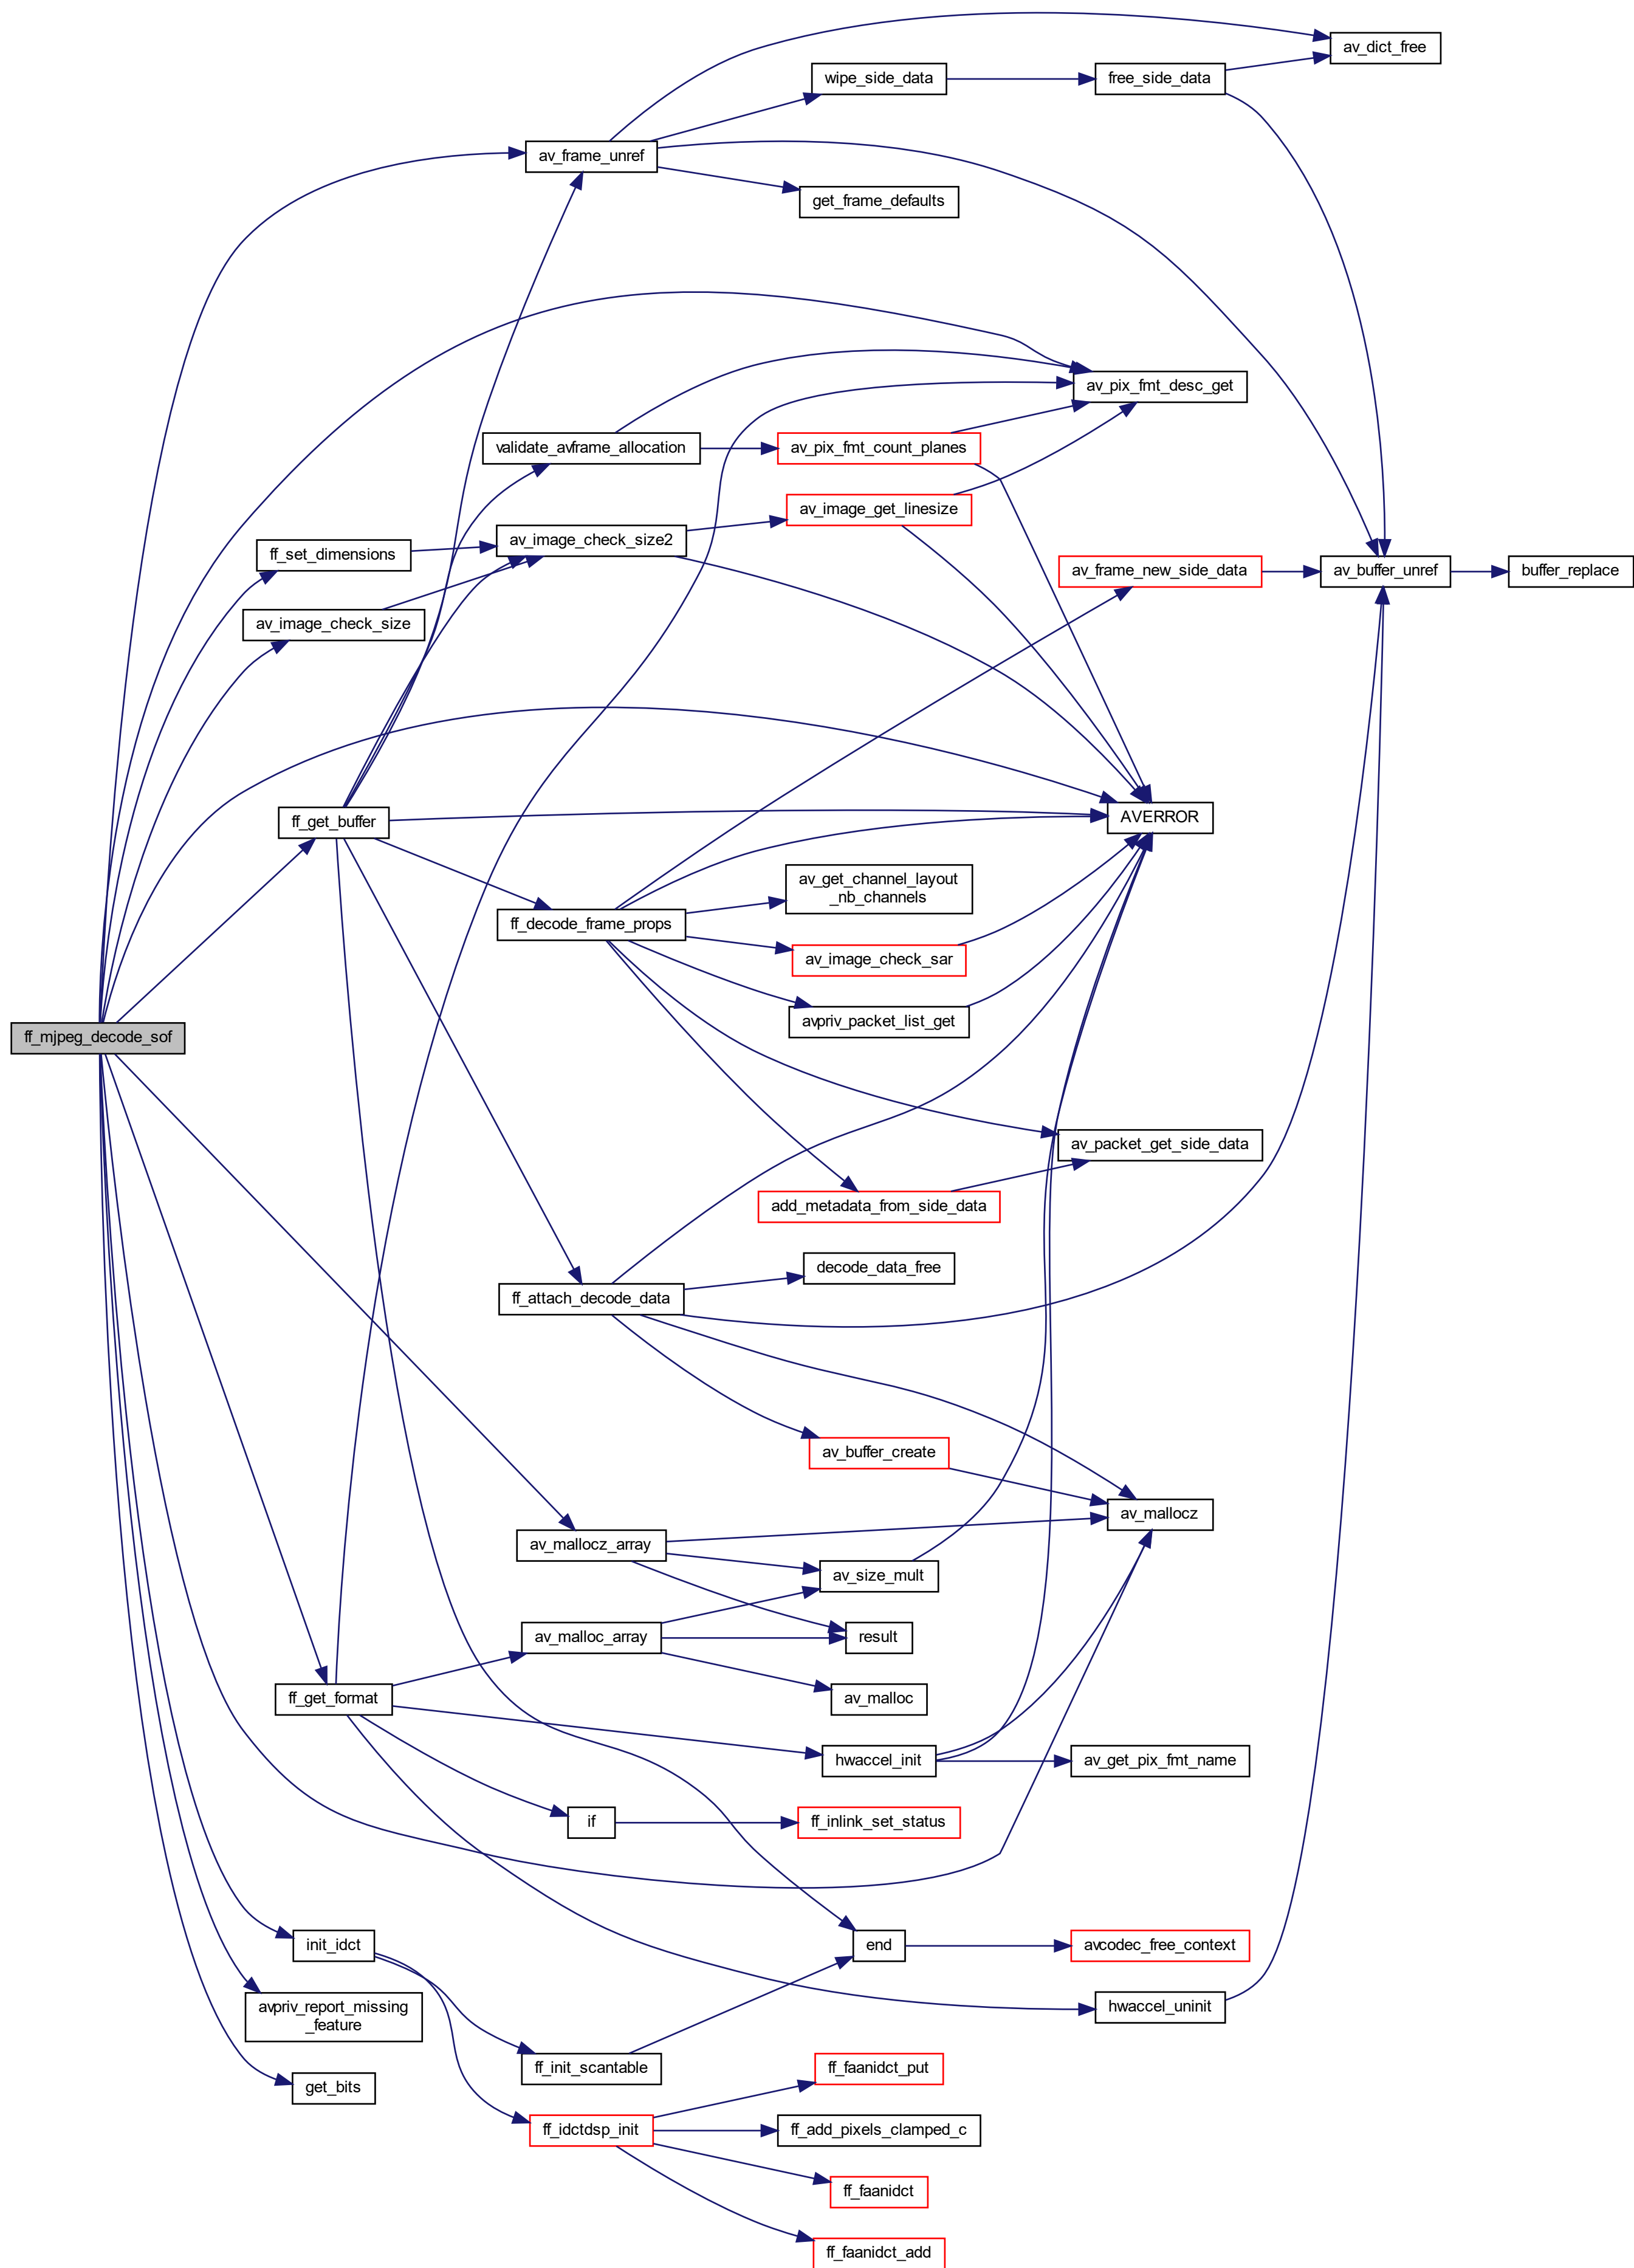 av_dict_free
wipe_side_data
free_side_data
av_frame_unref
get_frame_defaults
av_pix_fmt_desc_get
validate_avframe_allocation
av_pix_fmt_count_planes
av_image_get_linesize
av_image_check_size2
ff_set_dimensions
av_frame_new_side_data
av_buffer_unref
buffer_replace
av_image_check_size
ff_get_buffer
AVERROR
av_get_channel_layout
_nb_channels
ff_decode_frame_props
av_image_check_sar
avpriv_packet_list_get
ff_mjpeg_decode_sof
av_packet_get_side_data
add_metadata_from_side_data
decode_data_free
ff_attach_decode_data
av_buffer_create
av_mallocz
av_mallocz_array
av_size_mult
av_malloc_array
result
ff_get_format
av_malloc
hwaccel_init
av_get_pix_fmt_name
if
ff_inlink_set_status
init_idct
end
avcodec_free_context
avpriv_report_missing
_feature
hwaccel_uninit
ff_init_scantable
ff_faanidct_put
get_bits
ff_idctdsp_init
ff_add_pixels_clamped_c
ff_faanidct
ff_faanidct_add